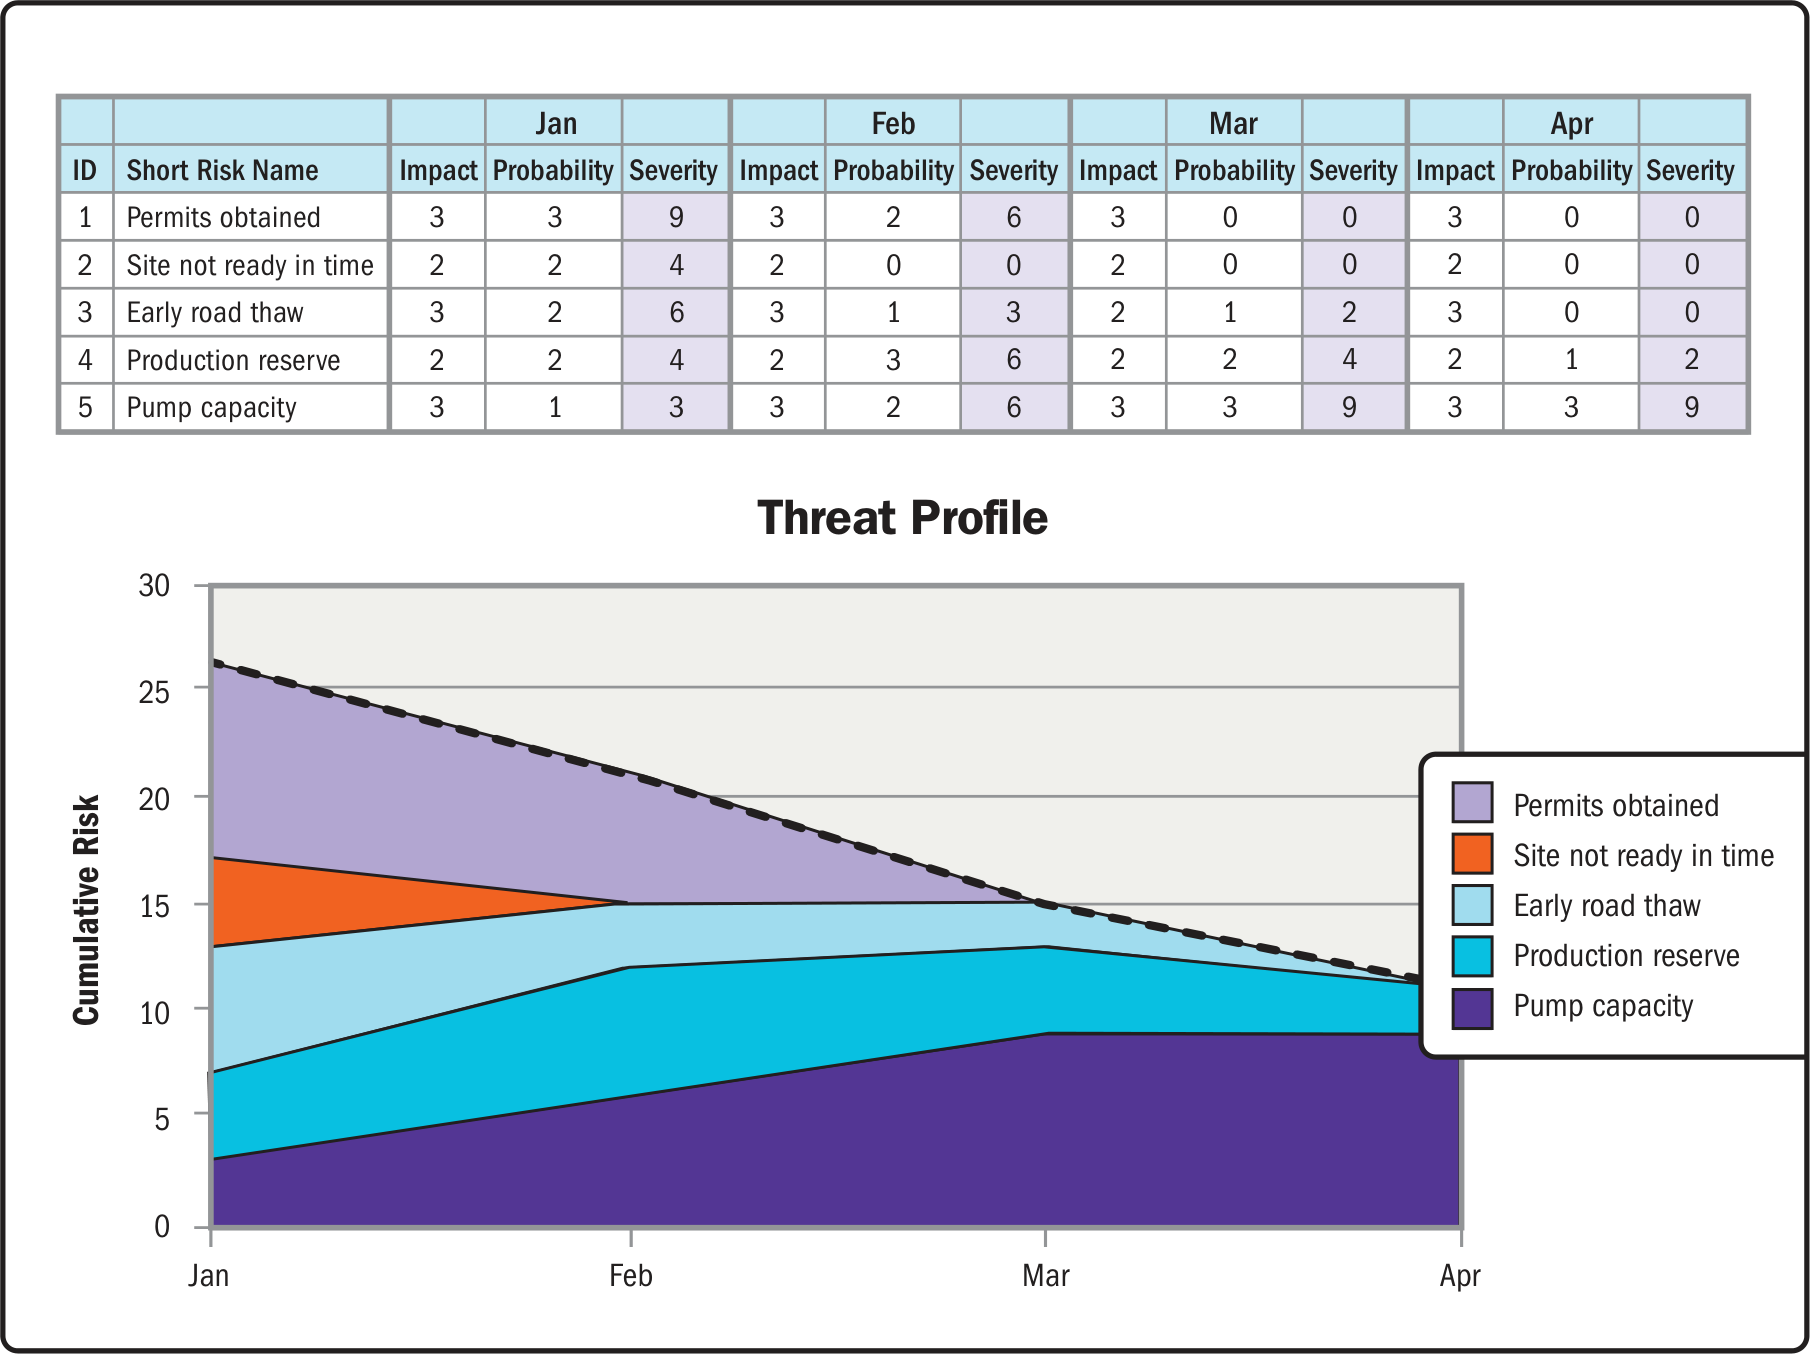 Jan Feb Mar Apr
ID Short Risk Name Impact Probability Severity Impact Probability Severity Impact Probability Severity Impact Probability Severity
1 Permits obtained 3 3 9 3 2 6 3 0 0 3 0 0
2 Site not ready in time 2 2 4 2 0 0 2 0 0 2 0 0
3 Early road thaw 3 2 6 3 1 3 2 1 2 3 0 0
4 Production reserve 2 2 4 2 3 6 2 2 4 2 1 2
5 Pump capacity 3 1 3 3 2 6 3 3 9 3 3 9
Threat Profile
Cumulative Risk
30
25
20
15
10
5
0
Jan Feb Mar Apr
Permits obtained
Site not ready in time
Early road thaw
Production reserve
Pump capacity